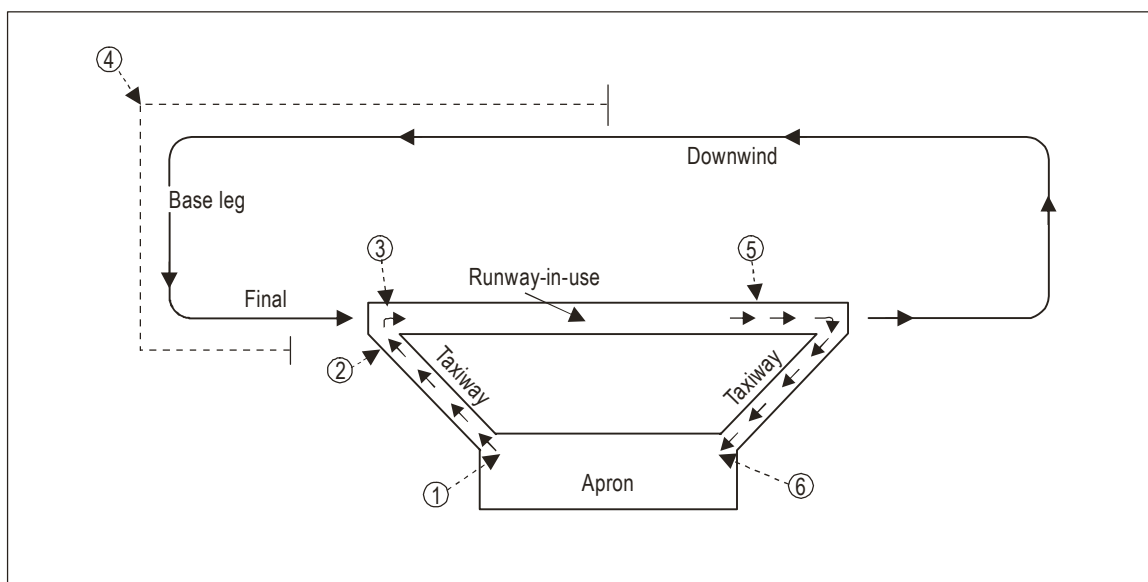 ④
Downwind
Base leg
③
⑤
Runway-in-use
Final
②
Taxiway
Taxiway
①
Apron
⑥